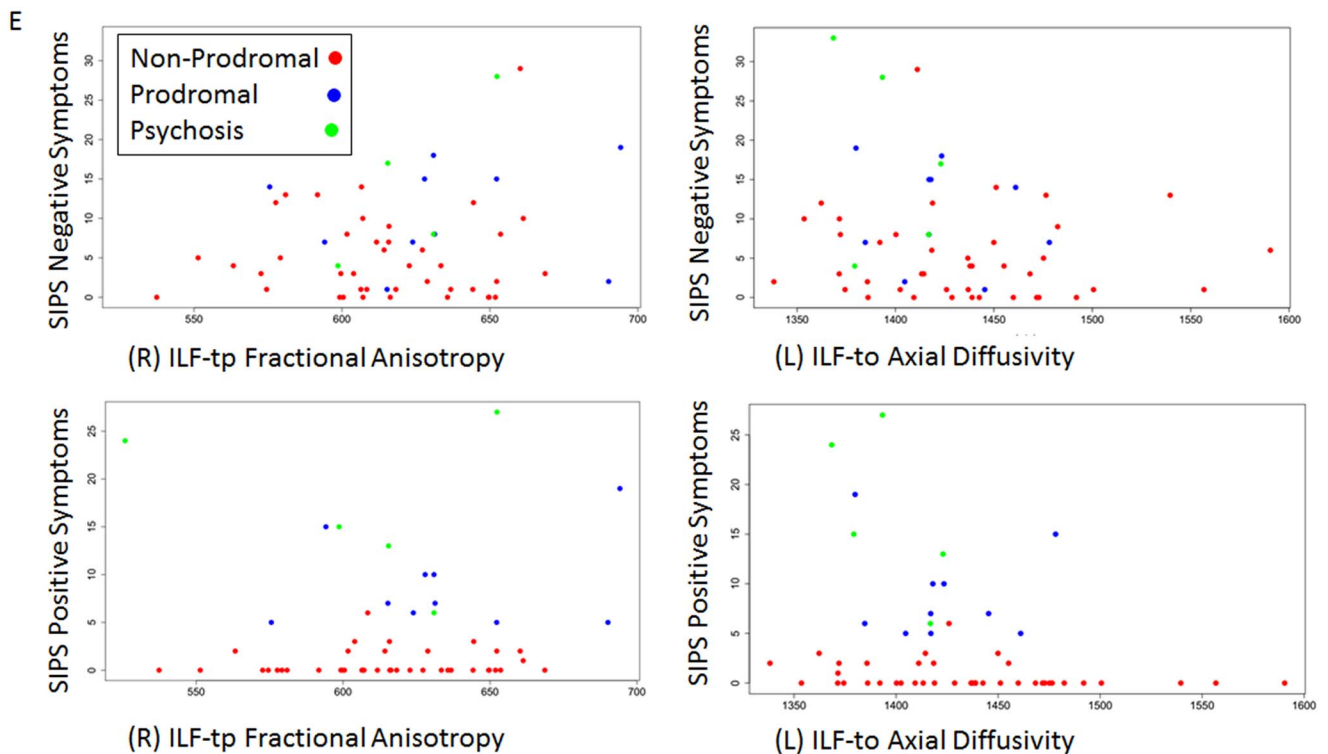 E
SIPS Negative Symptoms
30
25
20
15
10
5
0
Non-Prodromal
Prodromal
Psychosis
550 600 650 700
(R) ILF-tp Fractional Anisotropy
SIPS Negative Symptoms
30
25
20
15
10
5
0
1350 1400 1450 1500 1550 1600
(L) ILF-to Axial Diffusivity
SIPS Positive Symptoms
25
20
15
10
5
0
550 600 650 700
(R) ILF-tp Fractional Anisotropy
SIPS Positive Symptoms
25
20
15
10
5
0
1350 1400 1450 1500 1550 1600
(L) ILF-to Axial Diffusivity